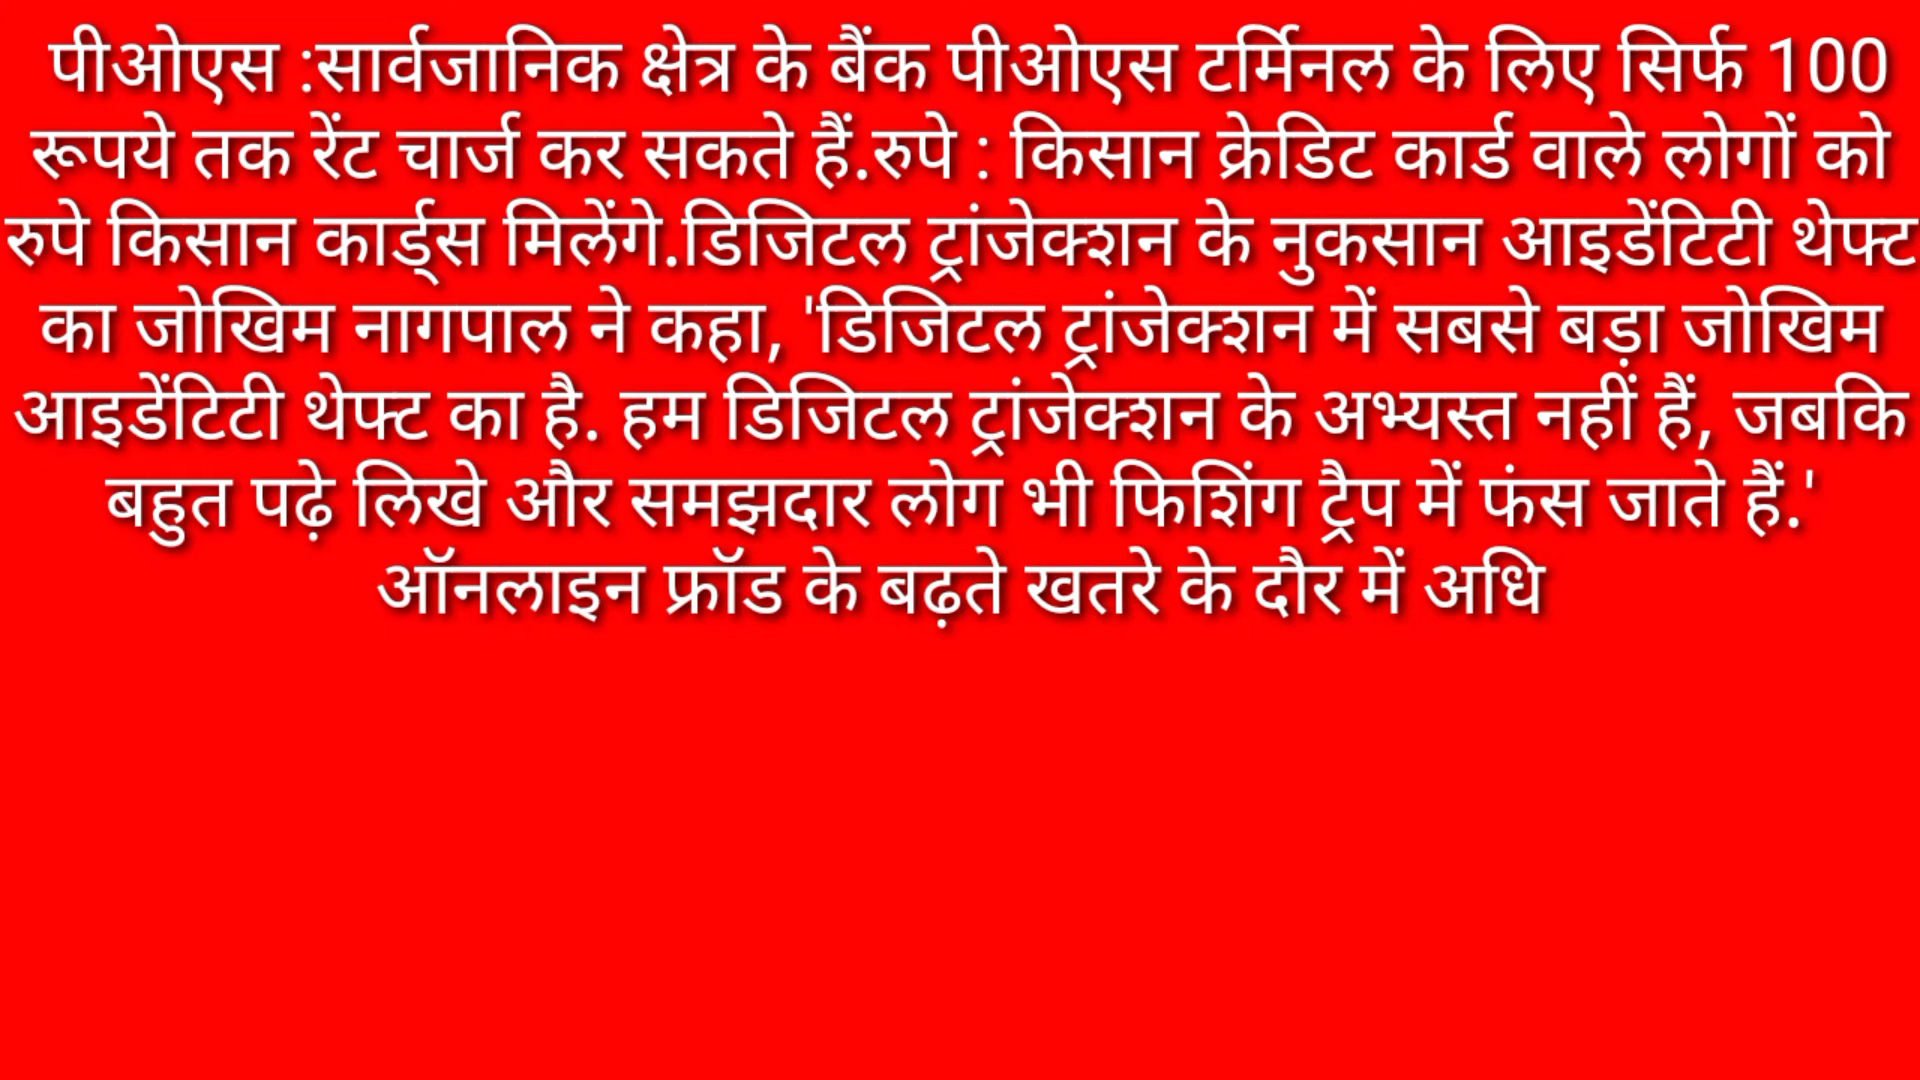 पीओएस :सार्वजानिक क्षेत्र के बैंक पीओएस टर्मिनल के लिए सिर्फ 100
रूपये तक रेंट चार्ज कर सकते हैं.रुपे : किसान क्रेडिट कार्ड वाले लोगों को
रुपे किसान कार्ड्स मिलेंगे.डिजिटल ट्रांजेक्शन के नुकसान आइडेंटिटी थेफ्ट
का जोखिम नागपाल ने कहा, 'डिजिटल ट्रांजेक्शन में सबसे बड़ा जोखिम
आइडेंटिटी थेफ्ट का है. हम डिजिटल ट्रांजेक्शन के अभ्यस्त नहीं हैं, जबकि
बहुत पढ़े लिखे और समझदार लोग भी फिशिंग ट्रैप में फंस जाते हैं.'
ऑनलाइन फ्रॉड के बढ़ते खतरे के दौर में अधि